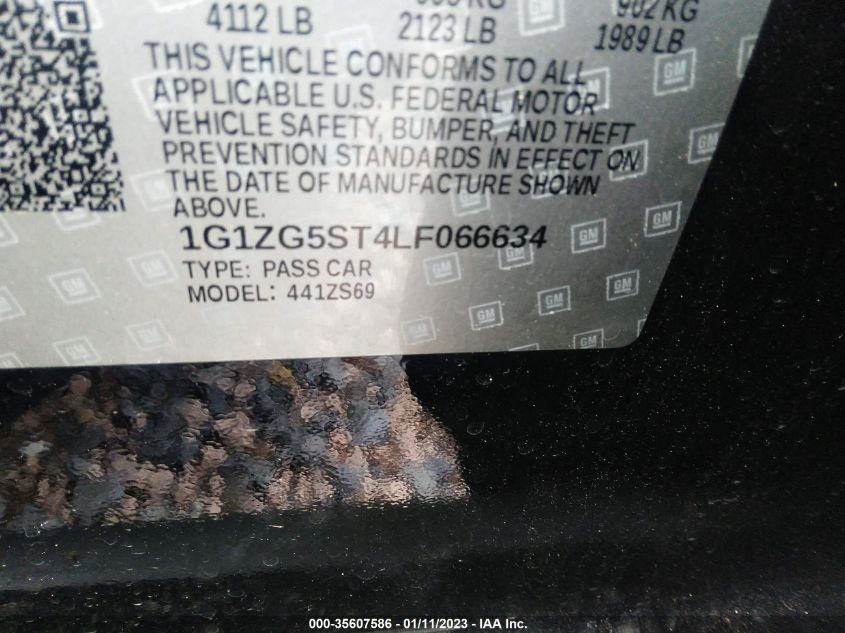 4112 LB 2123 LB 1989 LB
THIS VEHICLE CONFORMS TO ALL
APPLICABLE U.S. FEDERAL MOTOR
VEHICLE SAFETY, BUMPER, AND THEFT
PREVENTION STANDARDS IN EFFECT ON
THE DATE OF MANUFACTURE SHOWN
ABOVE.
1G1ZG5ST4LF066634
TYPE: PASS CAR
MODEL: 441ZS69
GM
000-35607586 - 01/11/2023 - IAA Inc.